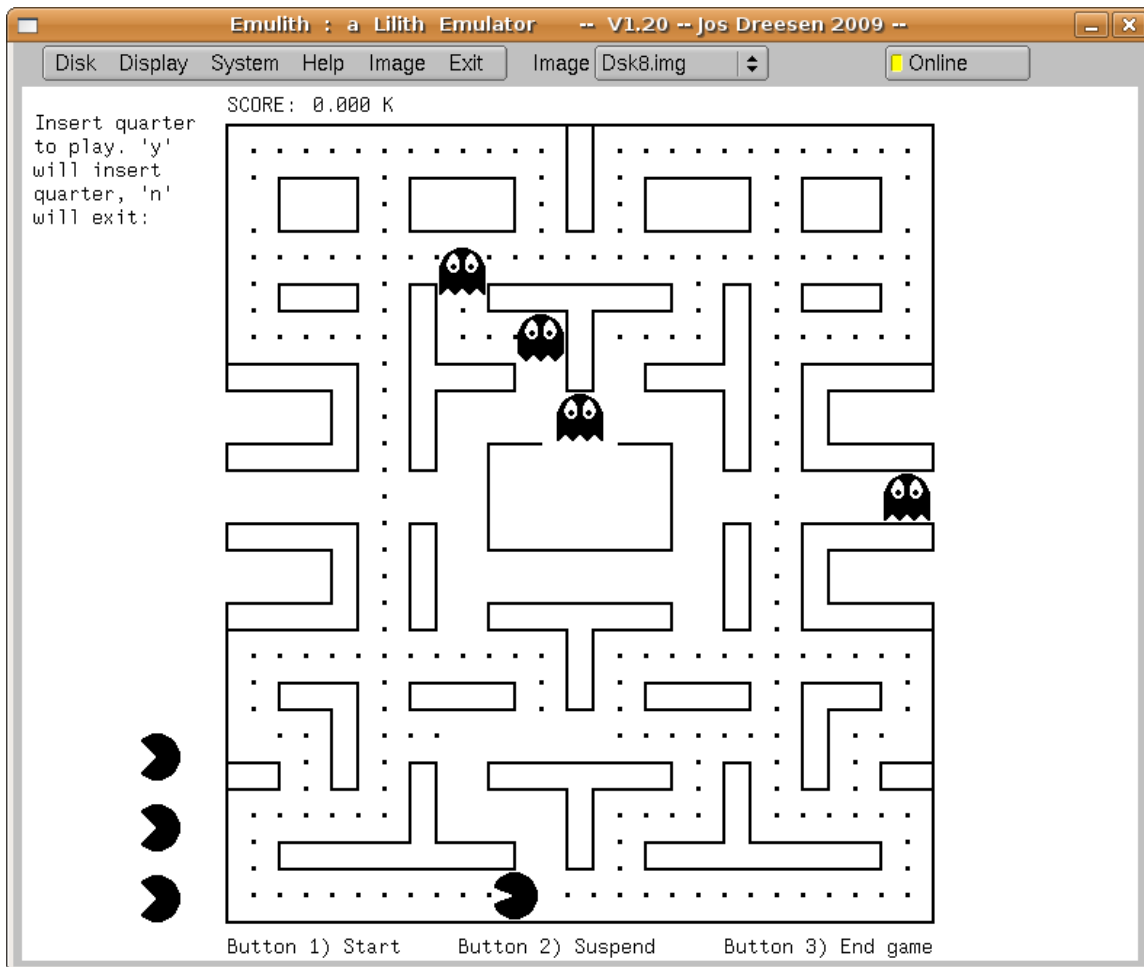 Emulith : a Lilith Emulator -- V1.20 -- Jos Dreesen 2009 --
Disk Display System Help Image Exit Image Dsk8.img Online
SCORE: 0.000 K
Insert quarter
to play. 'y'
will insert
quarter, 'n'
will exit:
Button 1) Start Button 2) Suspend Button 3) End game